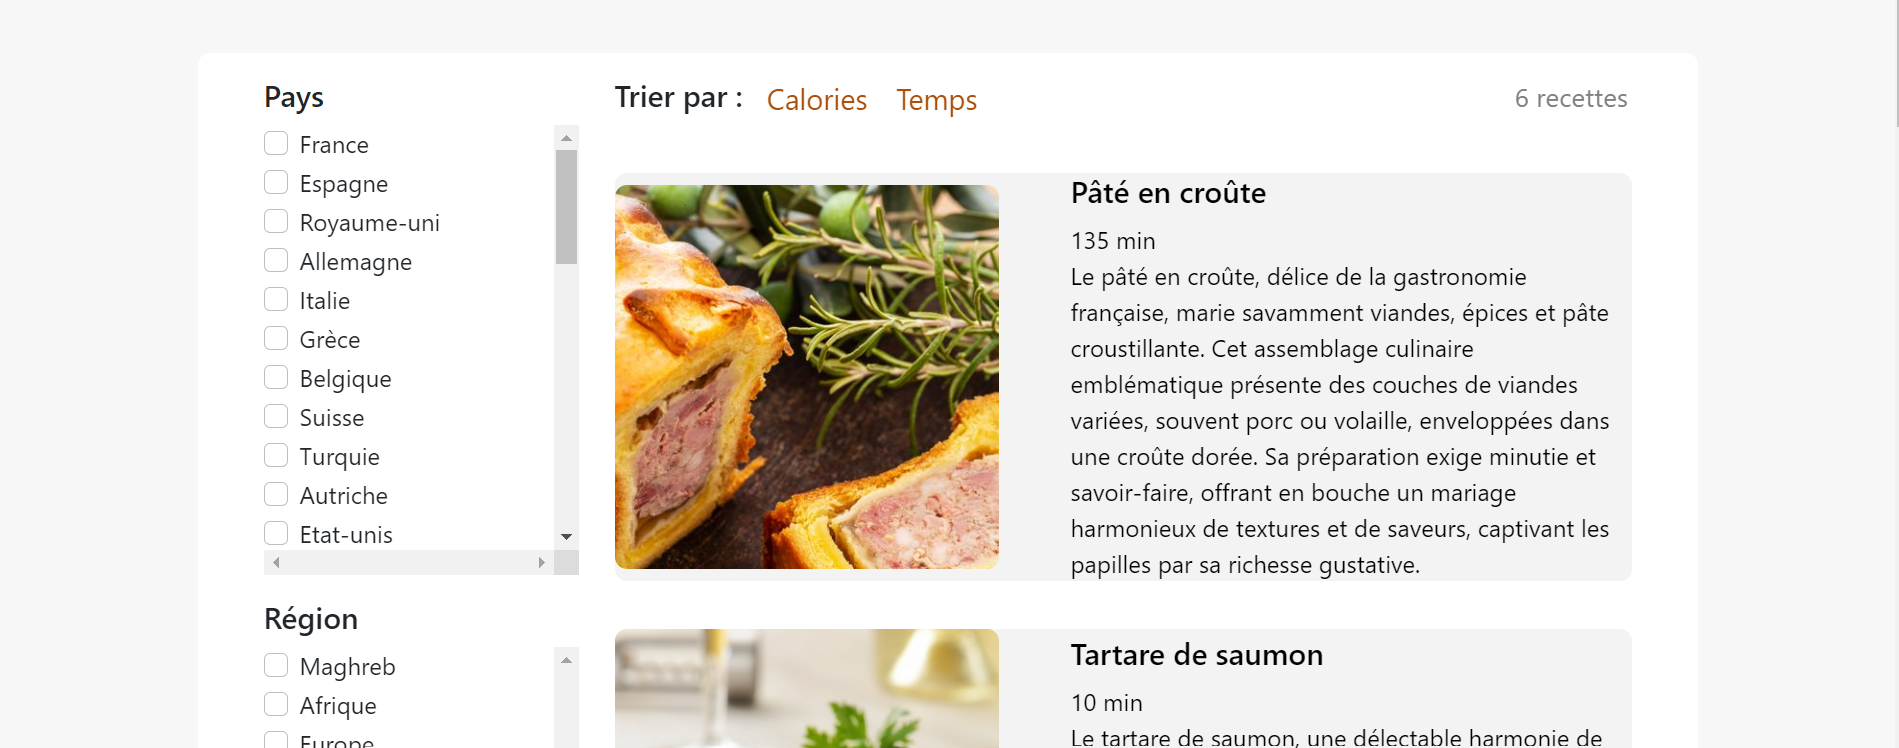 Pays
France
Espagne
Royaume-uni
Allemagne
Italie
Grèce
Belgique
Suisse
Turquie
Autriche
Etat-unis
Région
Maghreb
Afrique
Europe
Trier par : Calories Temps
6 recettes
Pâté en croûte
135 min
Le pâté en croûte, délice de la gastronomie
française, marie savamment viandes, épices et pâte
croustillante. Cet assemblage culinaire
emblématique présente des couches de viandes
variées, souvent porc ou volaille, enveloppées dans
une croûte dorée. Sa préparation exige minutie et
savoir-faire, offrant en bouche un mariage
harmonieux de textures et de saveurs, captivant les
papilles par sa richesse gustative.
Tartare de saumon
10 min
Le tartare de saumon, une délectable harmonie de